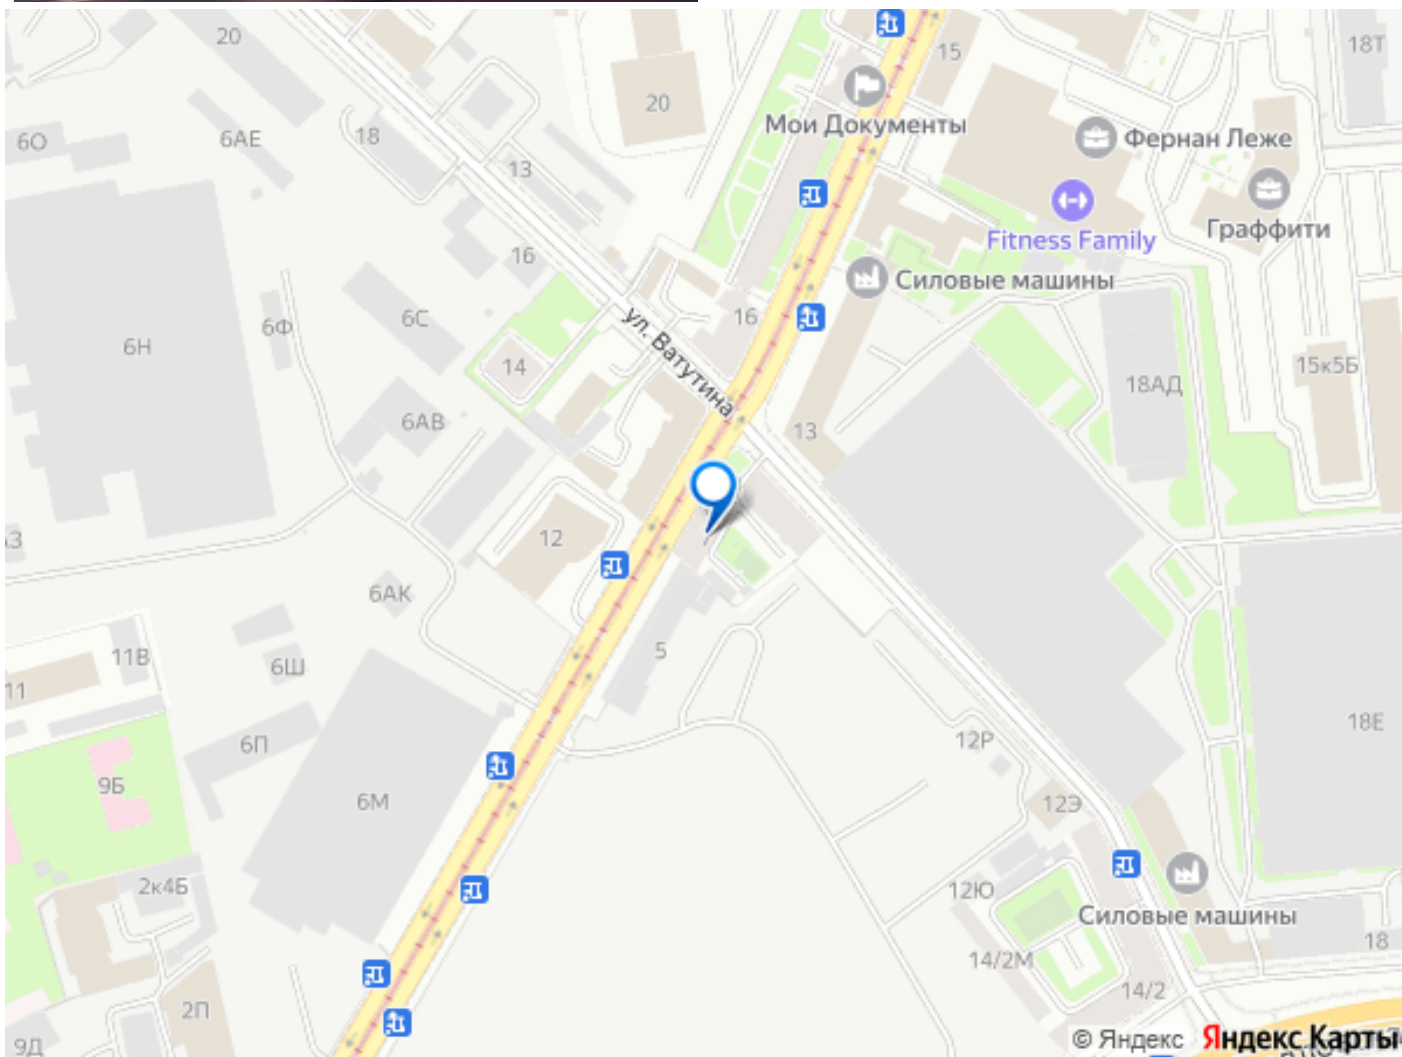 20
15
18Т
20
Мои Документы
6О
6АЕ
18
13
Фернан Леже
Fitness Family
Граффити
16
Силовые машины
6С
6Ф
6Н
16
ул. Ватутина
14
15к5Б
18АД
6АВ
13
12
6АК
5
11В
6Ш
11
6П
12Р
18Е
9Б
6М
12Э
2к4Б
12Ю
Силовые машины
14/2М
18
14/2
2П
9Д
© Яндекс Яндекс Карты